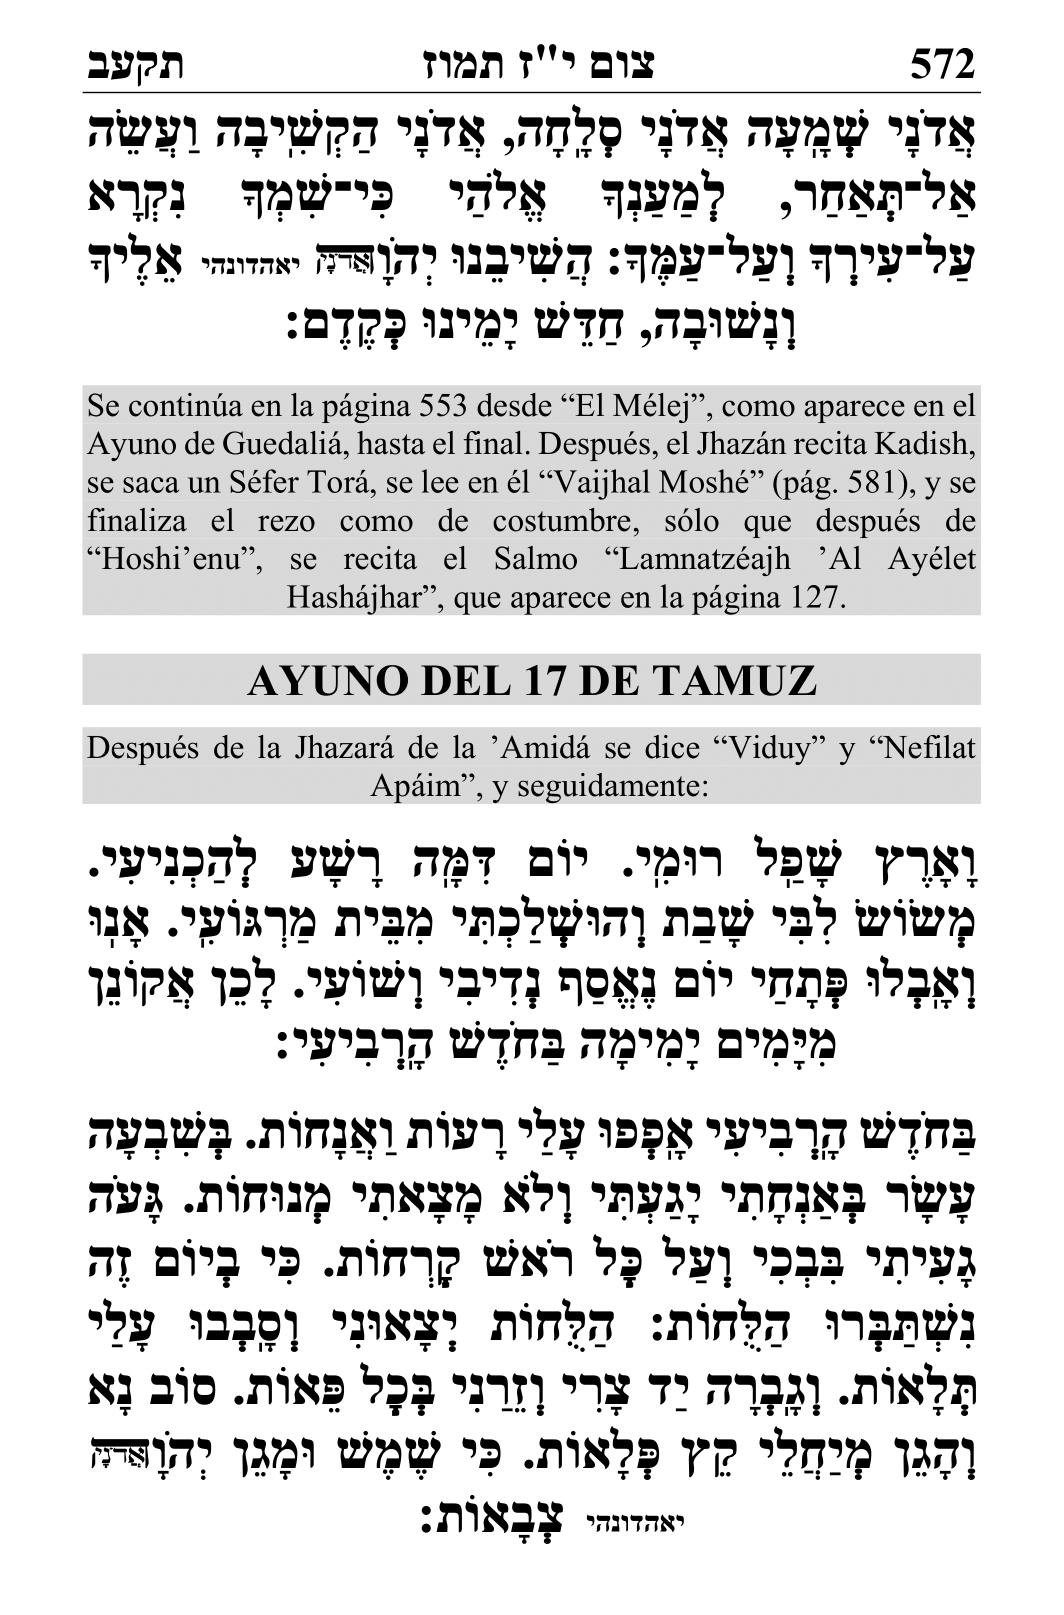 572 צום י"ז תמוז תקעב
אֲדֹנָי שְׁמָעָה אֲדֹנָי סְלָחָה, אֲדֹנָי הַקְשִׁיבָה וַעֲשֵׂה
אַל־תְּאַחַר, לְמַעַנְךָ אֱלֹהַי כִּי־שִׁמְךָ נִקְרָא
עַל־עִירְךָ וְעַל־עַמֶּךָ: הֲשִׁיבֵנוּ יְהֹוָאדֹנָי יאהדונהי אֵלֶיךָ
וְנָשׁוּבָה, חַדֵּשׁ יָמֵינוּ כְּקֶדֶם:
Se continúa en la página 553 desde “El Mélej”, como aparece en el
Ayuno de Guedaliá, hasta el final. Después, el Jhazán recita Kadish,
se saca un Séfer Torá, se lee en él “Vaijhal Moshé” (pág. 581), y se
finaliza el rezo como de costumbre, sólo que después de
“Hoshi’enu”, se recita el Salmo “Lamnatzéajh ’Al Ayélet
Hashájhar”, que aparece en la página 127.
AYUNO DEL 17 DE TAMUZ
Después de la Jhazará de la ’Amidá se dice “Viduy” y “Nefilat
Apáim”, y seguidamente:
וָאָרֶץ שָׁפַל רוּמִי. יוֹם דִּמָּה רָשָׁע לְהַכְנִיעִי.
מְשׂוֹשׂ לִבִּי שָׁבַת וְהוּשְׁלַכְתִּי מִבֵּית מַרְגּוֹעִי. אָנוּ
וְאָבְלוּ פְּתָחַי יוֹם נֶאֱסַף נְדִיבִי וְשׁוֹעִי. לָכֵן אֲקוֹנֵן
מִיָּמִים יָמִימָה בַּחֹדֶשׁ הָרְבִיעִי:
בַּחֹדֶשׁ הָרְבִיעִי אָפְפוּ עָלַי רָעוֹת וַאֲנָחוֹת. בְּשִׁבְעָה
עָשָׂר בְּאַנְחָתִי יָגַעְתִּי וְלֹא מָצָאתִי מְנוּחוֹת. גָּעֹה
גָעִיתִי בִּבְכִי וְעַל כָּל רֹאשׁ קָרְחוֹת. כִּי בְיוֹם זֶה
נִשְׁתַּבְּרוּ הַלֻּחוֹת: הַלֻּחוֹת יְצָאוּנִי וְסָבְבוּ עָלַי
תְּלָאוֹת. וְגָבְרָה יַד צָרִי וְזֵרַנִי בְּכָל פֵּאוֹת. סוֹב נָא
וְהָגֵן מְיַחֲלֵי קֵץ פְּלָאוֹת. כִּי שֶׁמֶשׁ וּמָגֵן יְהֹוָאדֹנָי
יאהדונהי צְבָאוֹת: